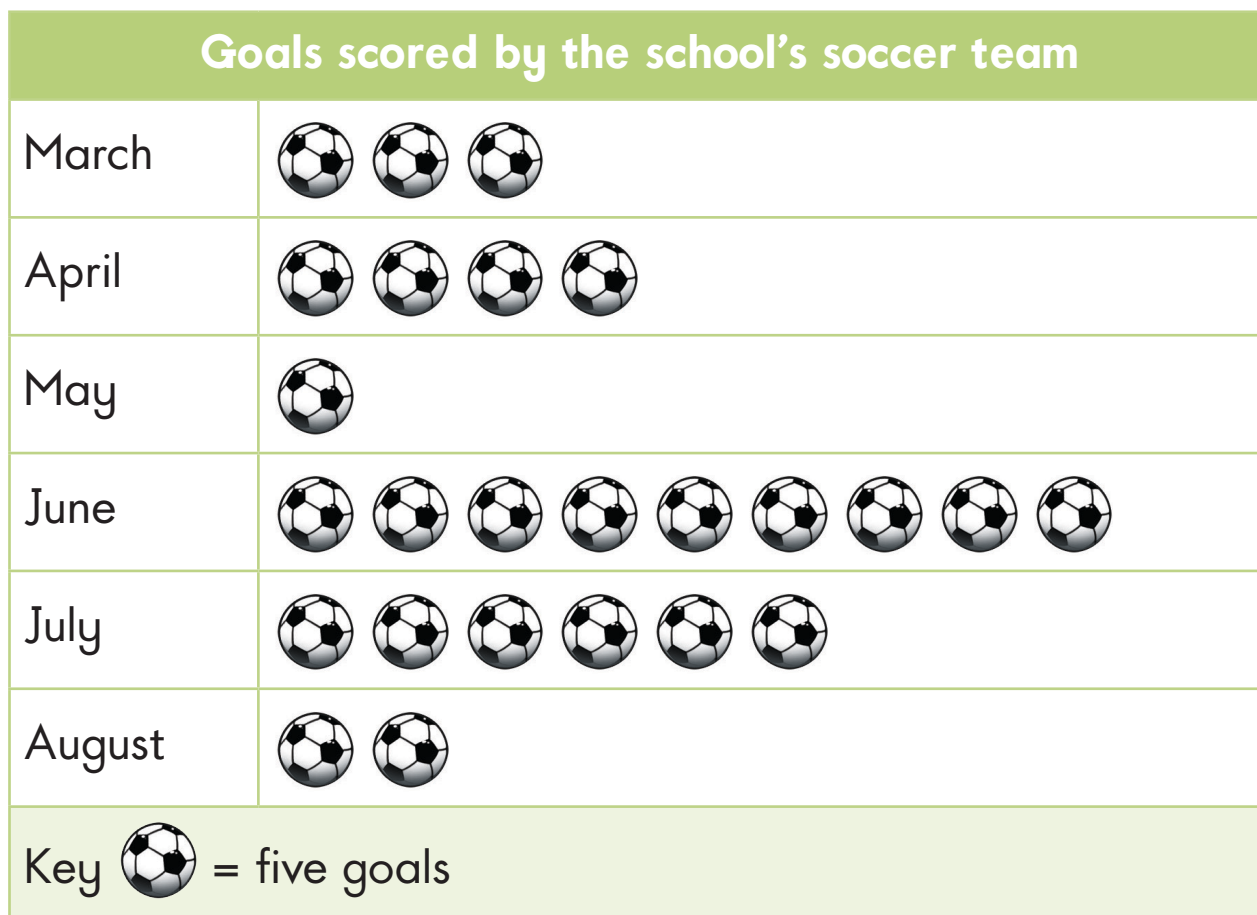 Goals scored by the school's soccer team
March
April
May
June
July
August
Key = five goals